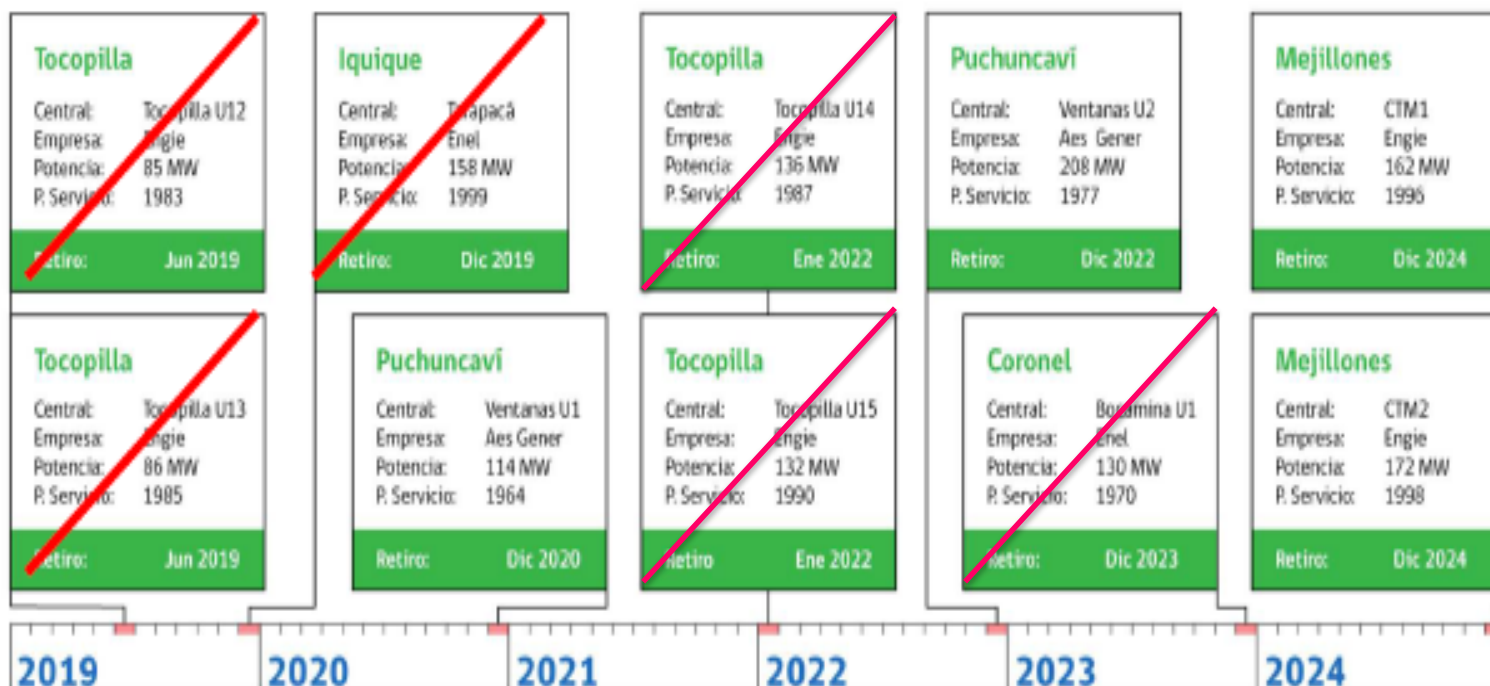 Tocopilla
Central: Tocopilla U12
Empresa: Engie
Potencia: 85 MW
P. Servicio: 1983
Retiro: Jun 2019
Iquique
Central: Tarapacá
Empresa: Enel
Potencia: 158 MW
P. Servicio: 1999
Retiro: Dic 2019
Tocopilla
Central: Tocopilla U14
Empresa: Engie
Potencia: 136 MW
P. Servicio: 1987
Retiro: Ene 2022
Puchuncaví
Central: Ventanas U2
Empresa: Aes Gener
Potencia: 208 MW
P. Servicio: 1977
Retiro: Dic 2022
Mejillones
Central: CTM1
Empresa: Engie
Potencia: 162 MW
P. Servicio: 1996
Retiro: Dic 2024
Tocopilla
Central: Tocopilla U13
Empresa: Engie
Potencia: 86 MW
P. Servicio: 1985
Retiro: Jun 2019
Puchuncaví
Central: Ventanas U1
Empresa: Aes Gener
Potencia: 114 MW
P. Servicio: 1964
Retiro: Dic 2020
Tocopilla
Central: Tocopilla U15
Empresa: Engie
Potencia: 132 MW
P. Servicio: 1990
Retiro Ene 2022
Coronel
Central: Bocamina U1
Empresa: Enel
Potencia: 130 MW
P. Servicio: 1970
Retiro: Dic 2023
Mejillones
Central: CTM2
Empresa: Engie
Potencia: 172 MW
P. Servicio: 1998
Retiro: Dic 2024
2019 2020 2021 2022 2023 2024